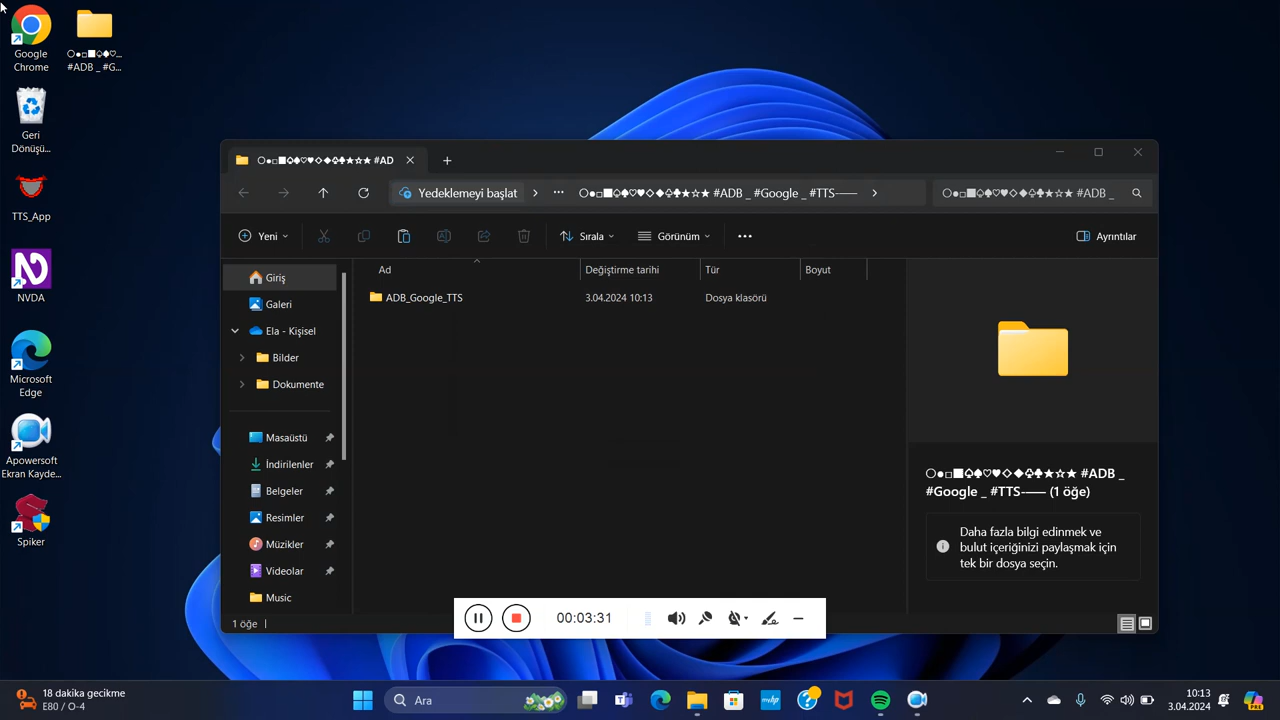 Google
Chrome
○●□■♤♠♡...
#ADB _ #G...
Geri
Dönüşü...
TTS_App
NVDA
Microsoft
Edge
Apowersoft
Ekran Kayde...
Spiker
○●□■♤♠♡♥◇◆♧♣★☆★ #AD
Yedeklemeyi başlat
○●□■♤♠♡♥◇◆♧♣★☆★ #ADB _ #Google _ #TTS-——
○●□■♤♠♡♥◇◆♧♣★☆★ #ADB _
Yeni
Sırala
Görünüm
Ayrıntılar
Ad
Değiştirme tarihi
Tür
Boyut
ADB_Google_TTS
3.04.2024 10:13
Dosya klasörü
Giriş
Galeri
Ela - Kişisel
Bilder
Dokumente
Masaüstü
İndirilenler
Belgeler
Resimler
Müzikler
Videolar
Music
○●□■♤♠♡♥◇◆♧♣★☆★ #ADB _
#Google _ #TTS-—— (1 öğe)
Daha fazla bilgi edinmek ve
bulut içeriğinizi paylaşmak için
tek bir dosya seçin.
00:03:31
1 öğe
18 dakika gecikme
E80 / O-4
Ara
10:13
3.04.2024